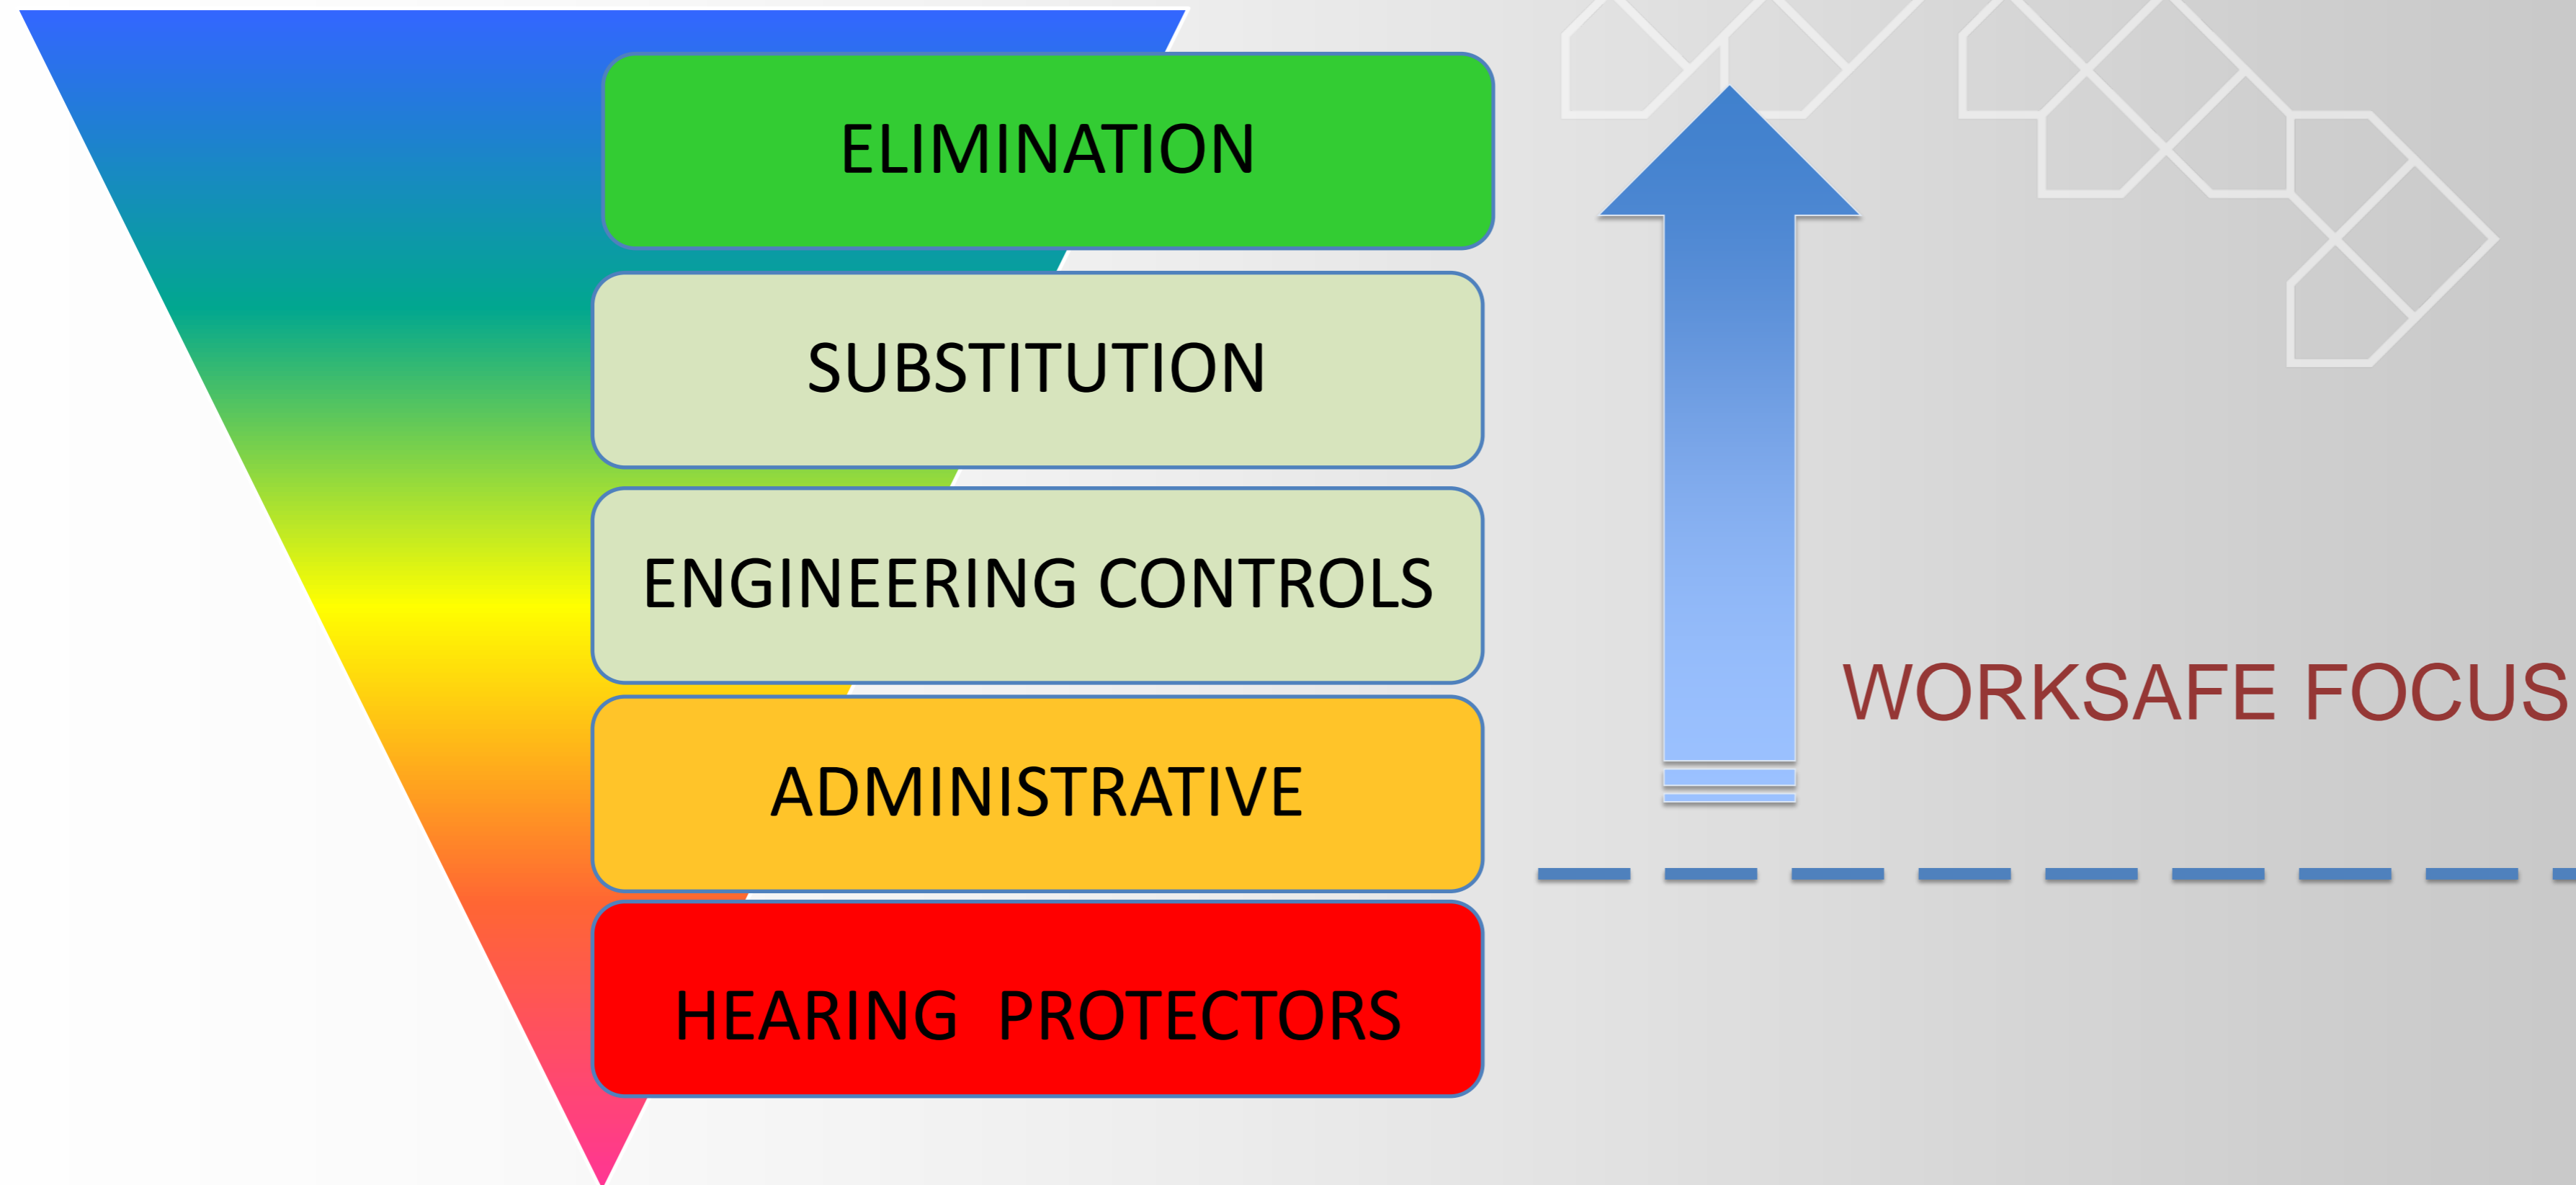 ELIMINATION
SUBSTITUTION
ENGINEERING CONTROLS
WORKSAFE FOCUS
ADMINISTRATIVE
HEARING PROTECTORS